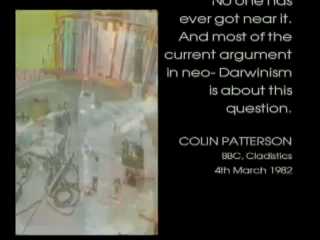 No one has
ever got near it.
And most of the
current argument
in neo- Darwinism
is about this
question.
COLIN PATTERSON
BBC, Cladistics
4th March 1982